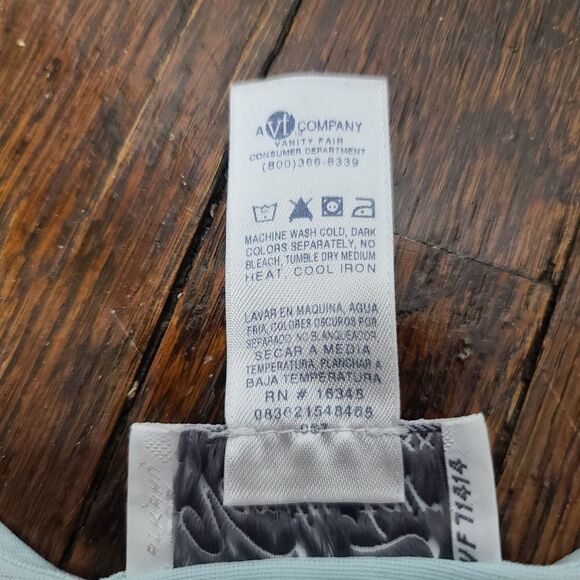 A vf COMPANY
VANITY FAIR
CONSUMER DEPARTMENT
(800)366-8339
MACHINE WASH COLD, DARK
COLORS SEPARATELY, NO
BLEACH, TUMBLE DRY MEDIUM
HEAT, COOL IRON
LAVAR EN MAQUINA, AGUA
FRIA, COLORES OSCUROS POR
SEPARADO NO BLANQUEAR
SECAR A MEDIA
TEMPERATURA, PLANCHAR A
BAJA TEMPERATURA
RN # 16345
083621548465
057
VF 71414